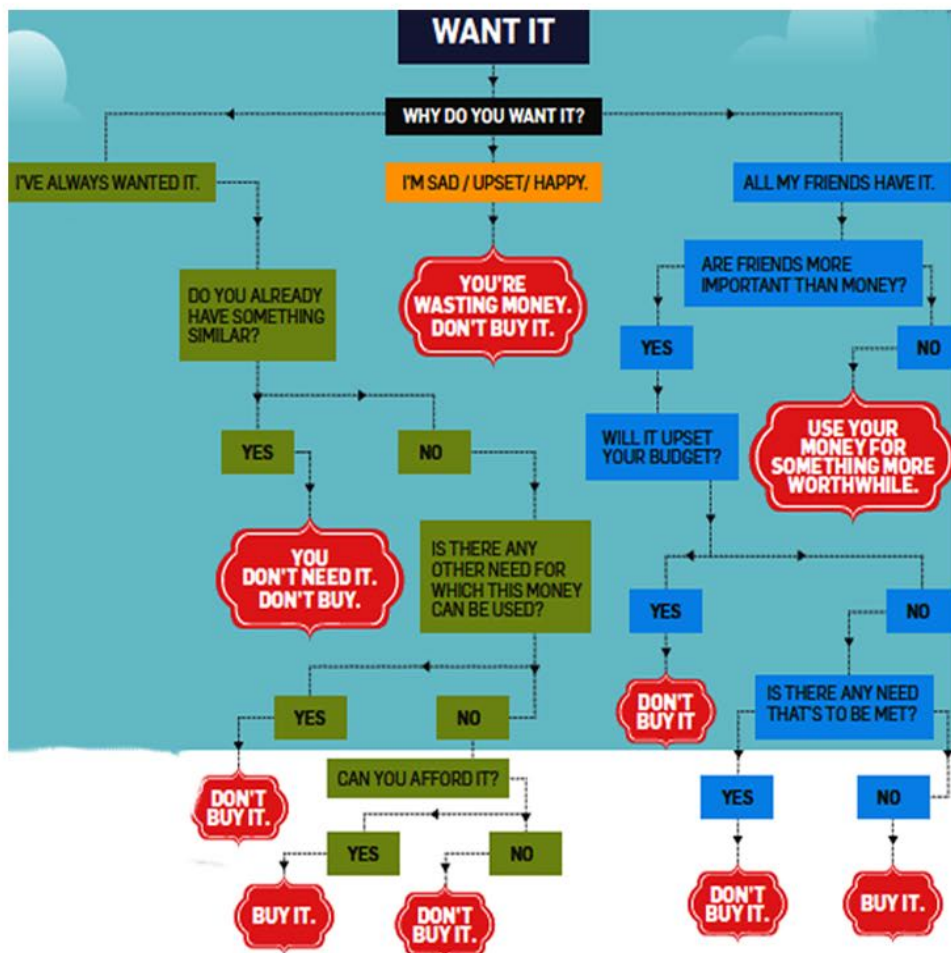 WANT IT
WHY DO YOU WANT IT?
I'VE ALWAYS WANTED IT.
I'M SAD / UPSET/ HAPPY.
ALL MY FRIENDS HAVE IT.
DO YOU ALREADY
HAVE SOMETHING
SIMILAR?
YOU'RE
WASTING MONEY.
DON'T BUY IT.
ARE FRIENDS MORE
IMPORTANT THAN MONEY?
YES
NO
YES
NO
WILL IT UPSET
YOUR BUDGET?
USE YOUR
MONEY FOR
SOMETHING MORE
WORTHWHILE.
YOU
DON'T NEED IT.
DON'T BUY.
IS THERE ANY
OTHER NEED FOR
WHICH THIS MONEY
CAN BE USED?
YES
NO
YES
NO
DON'T
BUY IT
IS THERE ANY NEED
THAT'S TO BE MET?
DON'T
BUY IT.
CAN YOU AFFORD IT?
YES
NO
YES
NO
BUY IT.
DON'T
BUY IT.
DON'T
BUY IT.
BUY IT.